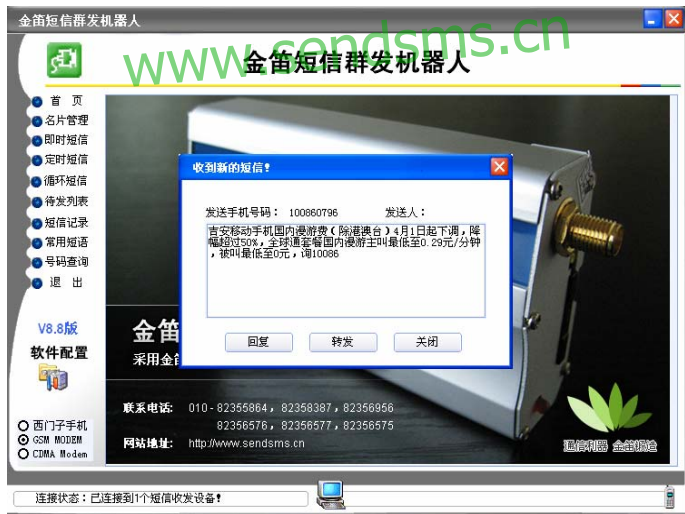 金笛短信群发机器人
www.sendsms.cn
金笛短信群发机器人
首 页
名片管理
即时短信
定时短信
循环短信
待发列表
短信记录
常用短语
号码查询
退 出
V8.8版
软件配置
西门子手机
GSM MODEM
CDMA Modem
收到新的短信!
发送手机号码: 100860796 发送人:
吉安移动手机国内漫游费(除港澳台)4月1日起下调,降
幅超过50%,全球通套餐国内漫游主叫最低至0.29元/分钟
,被叫最低至0元,询10086
回复 转发 关闭
金笛
采用金笛
联系电话: 010-82355864,82358387,82356956
82356576,82356577,82356575
网站地址: http://www.sendsms.cn
通信利器 金笛缔造
连接状态:已连接到1个短信收发设备!